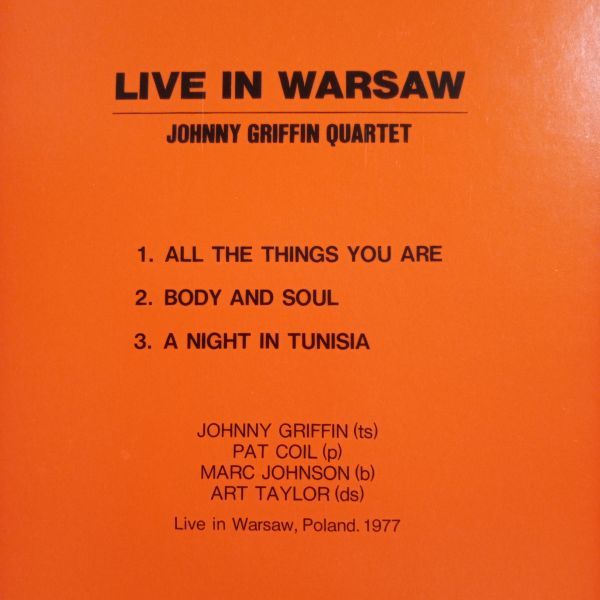 LIVE IN WARSAW
JOHNNY GRIFFIN QUARTET
1. ALL THE THINGS YOU ARE
2. BODY AND SOUL
3. A NIGHT IN TUNISIA
JOHNNY GRIFFIN (ts)
PAT COIL (p)
MARC JOHNSON (b)
ART TAYLOR (ds)
Live in Warsaw, Poland. 1977